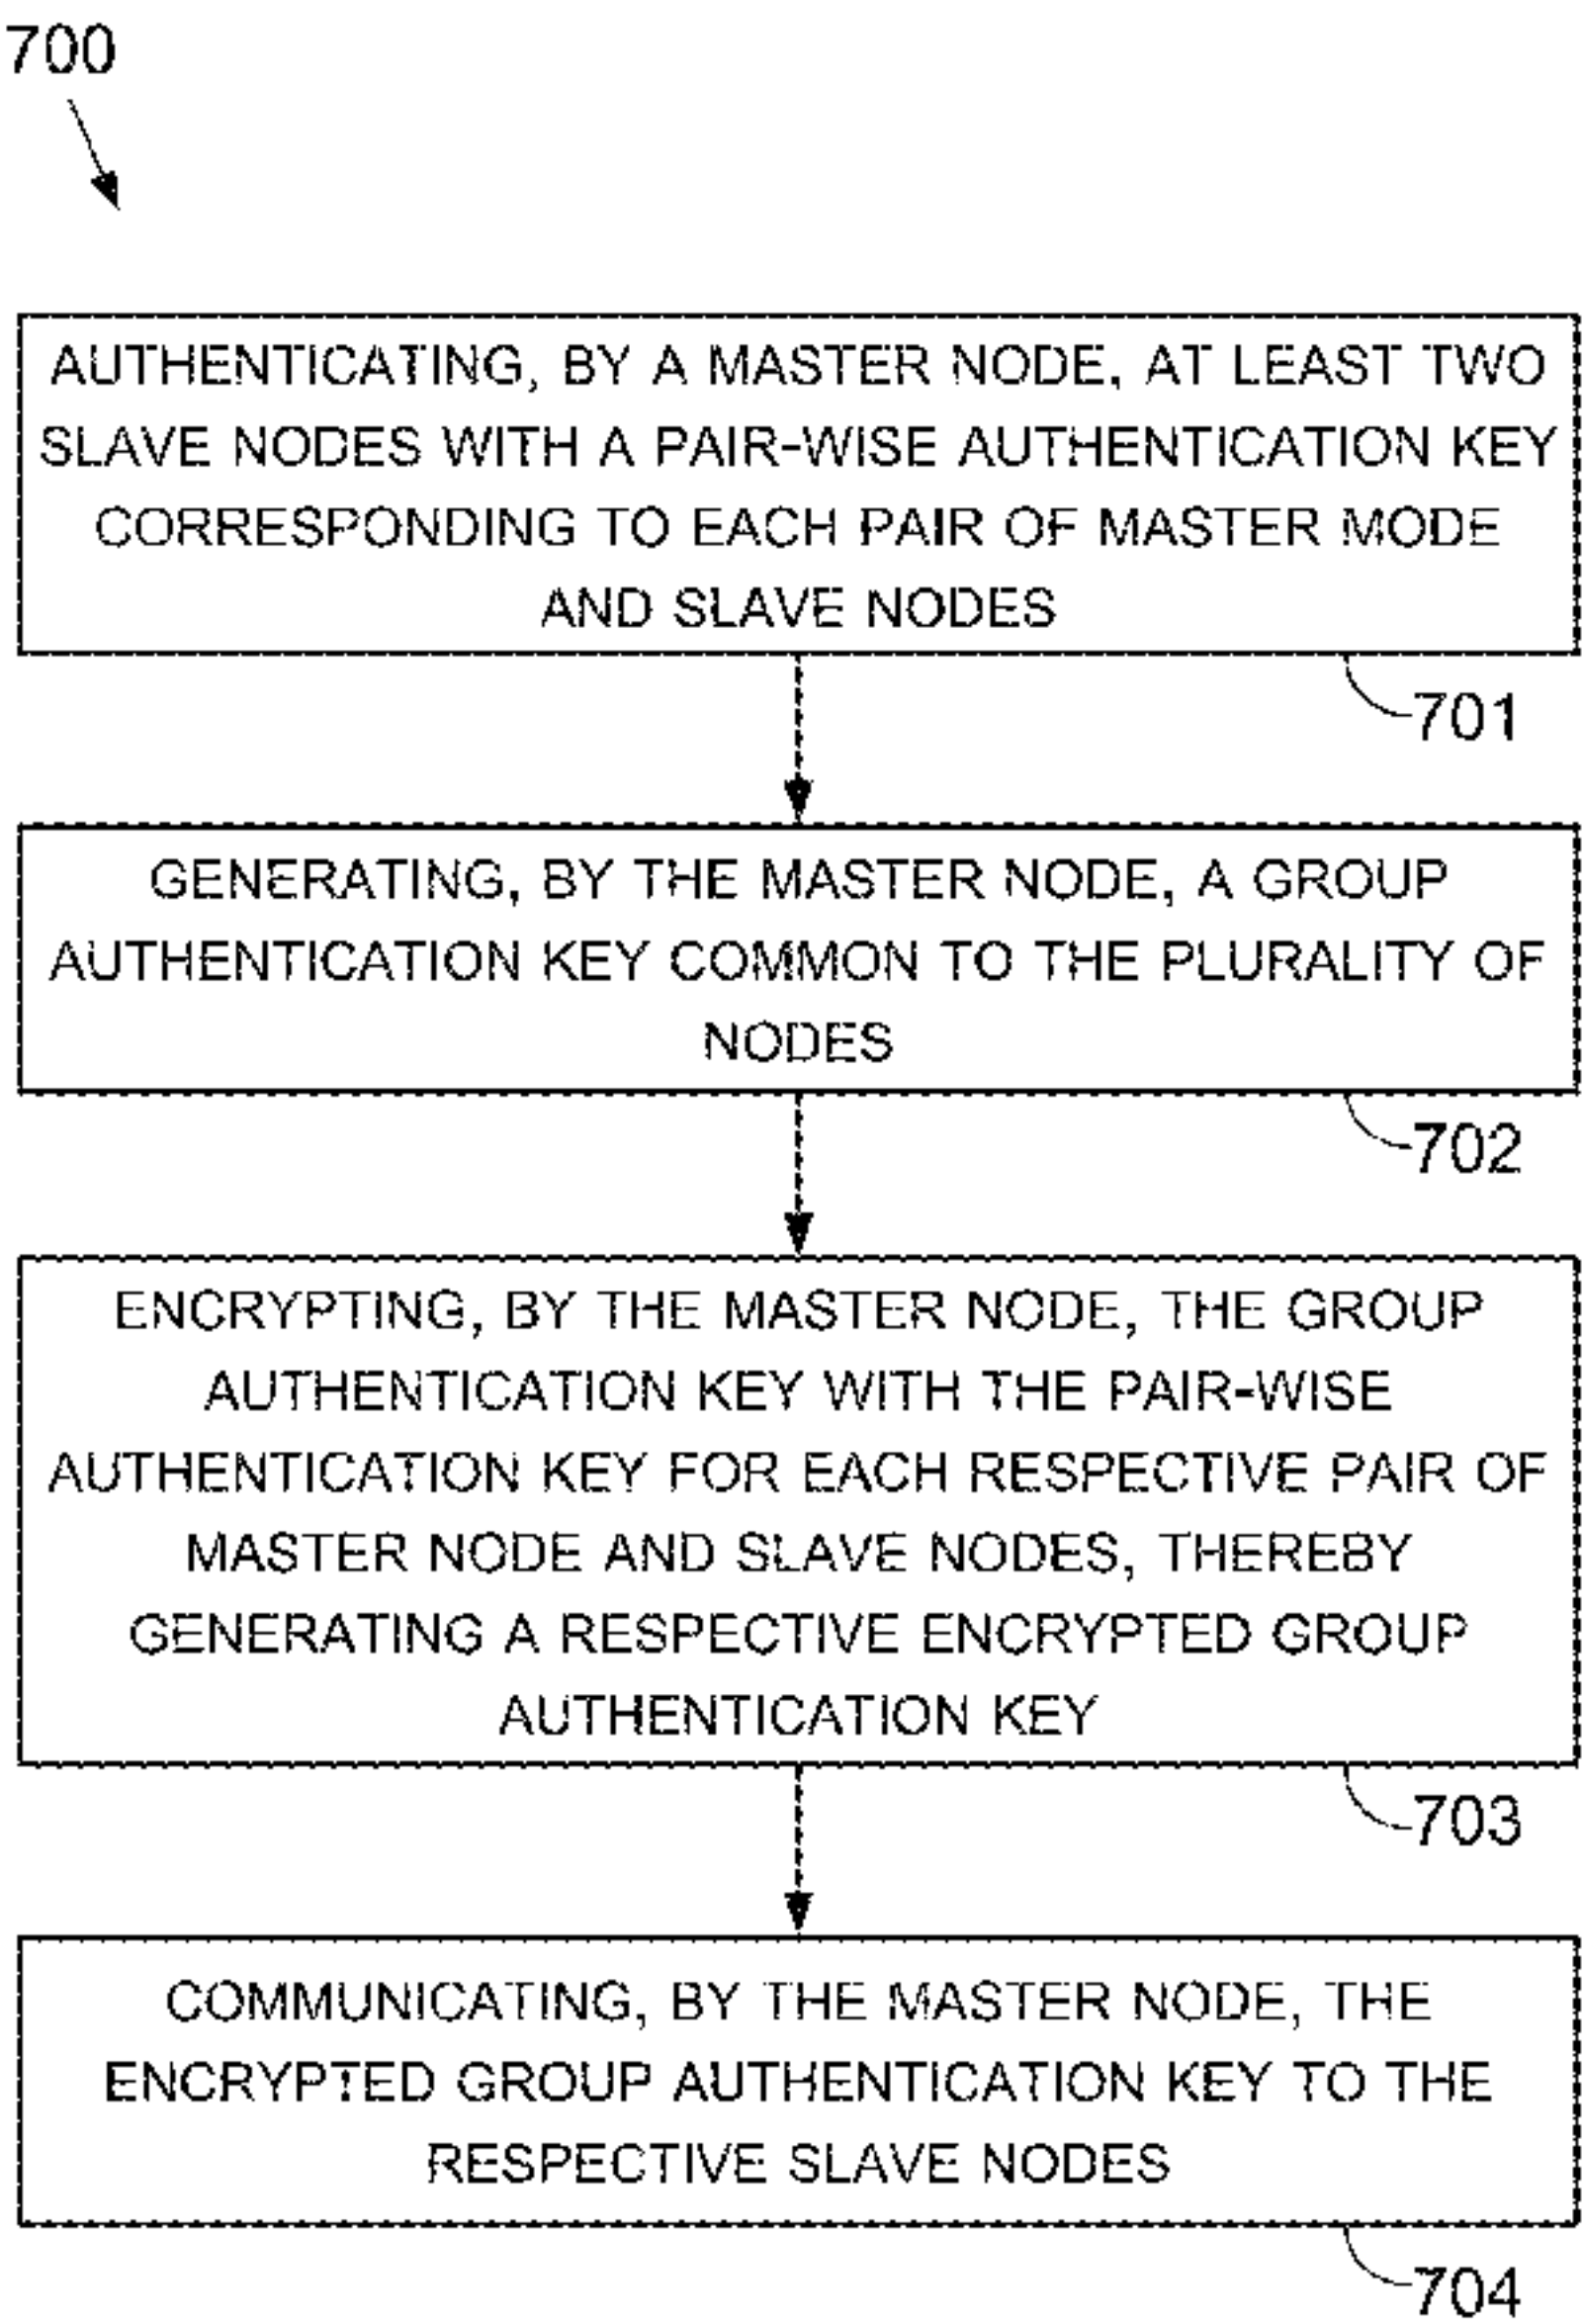 700
AUTHENTICATING, BY A MASTER NODE, AT LEAST TWO
SLAVE NODES WITH A PAIR-WISE AUTHENTICATION KEY
CORRESPONDING TO EACH PAIR OF MASTER MODE
AND SLAVE NODES
701
GENERATING, BY THE MASTER NODE, A GROUP
AUTHENTICATION KEY COMMON TO THE PLURALITY OF
NODES
702
ENCRYPTING, BY THE MASTER NODE, THE GROUP
AUTHENTICATION KEY WITH THE PAIR-WISE
AUTHENTICATION KEY FOR EACH RESPECTIVE PAIR OF
MASTER NODE AND SLAVE NODES, THEREBY
GENERATING A RESPECTIVE ENCRYPTED GROUP
AUTHENTICATION KEY
703
COMMUNICATING, BY THE MASTER NODE, THE
ENCRYPTED GROUP AUTHENTICATION KEY TO THE
RESPECTIVE SLAVE NODES
704